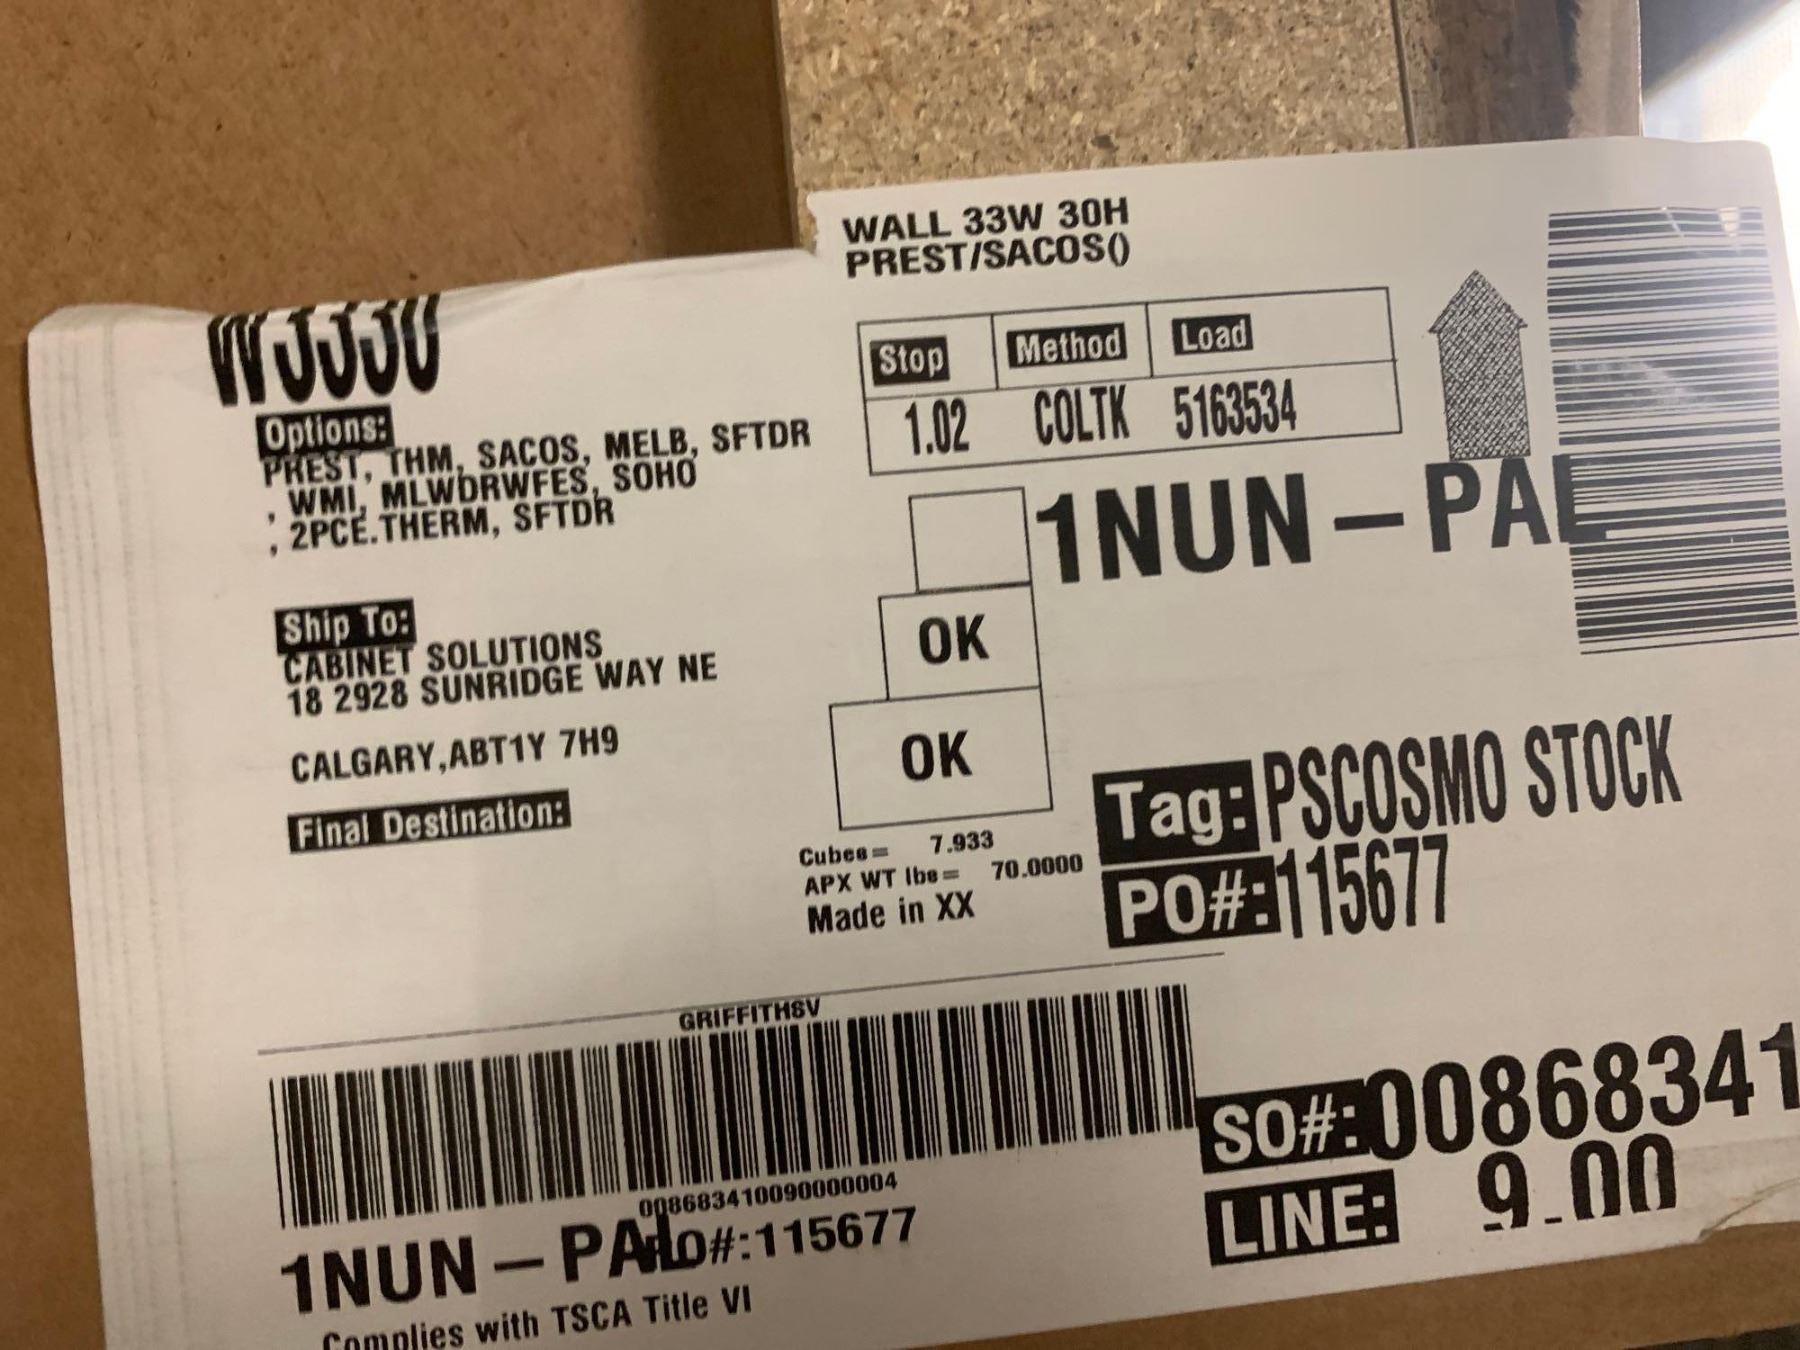 WALL 33W 30H
PREST/SACOS()
W3330
Options:
PREST, THM, SACOS, MELB, SFTDR
, WMI, MLWDRWFES, SOHO
, 2PCE.THERM, SFTDR
Stop Method Load
1.02 COLTK 5163534
1NUN-PAL
Ship To:
CABINET SOLUTIONS
18 2928 SUNRIDGE WAY NE
CALGARY,ABT1Y 7H9
Final Destination:
OK
OK
Cubes= 7.933
APX WT lbs= 70.0000
Made in XX
Tag: PSCOSMO STOCK
PO#: 115677
GRIFFITHSV
008683410090000004
1NUN-PAL
PO#:115677
Complies with TSCA Title VI
SO#: 00868341
LINE: 9.00